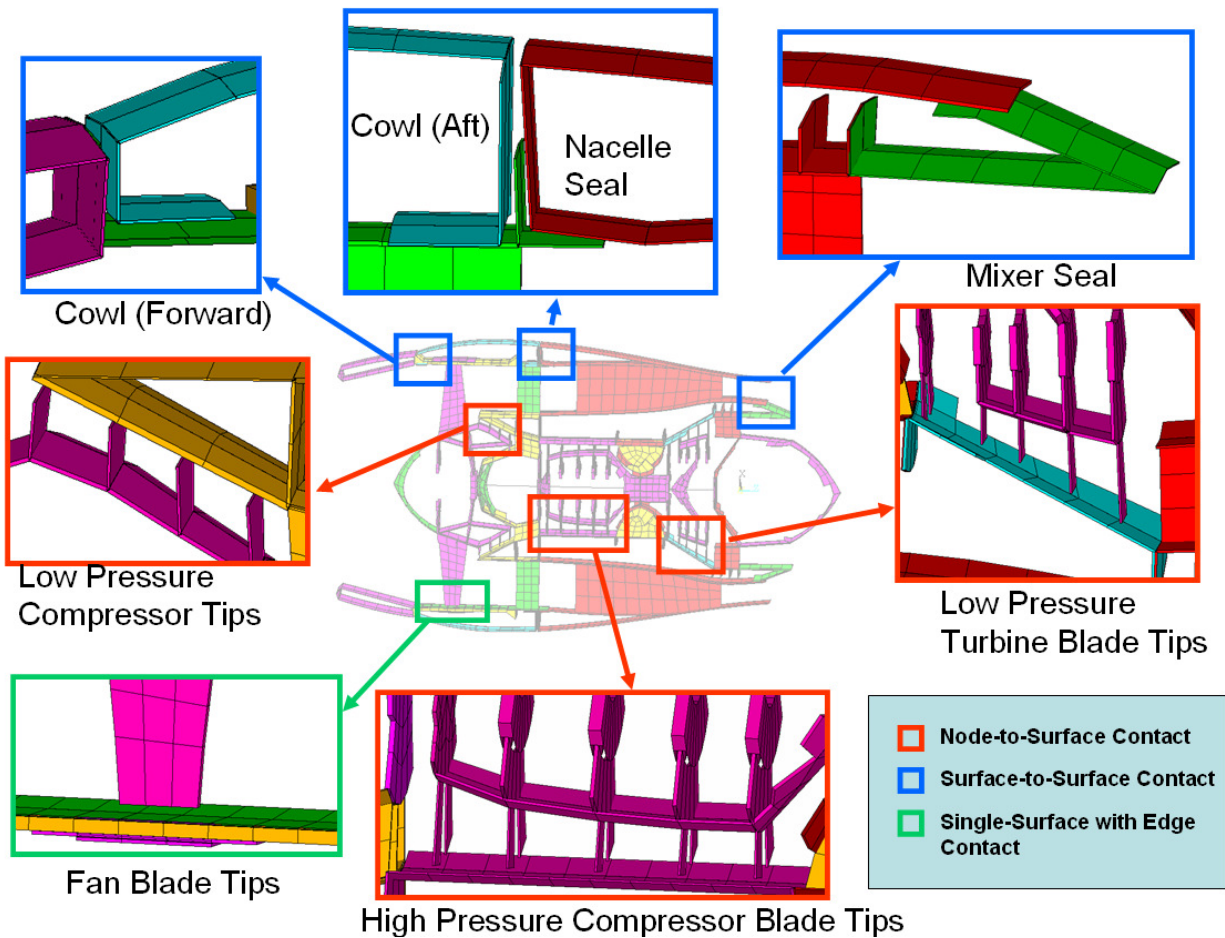 Cowl (Aft)
Nacelle
Seal
Cowl (Forward)
Mixer Seal
Low Pressure
Compressor Tips
Low Pressure
Turbine Blade Tips
Fan Blade Tips
High Pressure Compressor Blade Tips
Node-to-Surface Contact
Surface-to-Surface Contact
Single-Surface with Edge
Contact